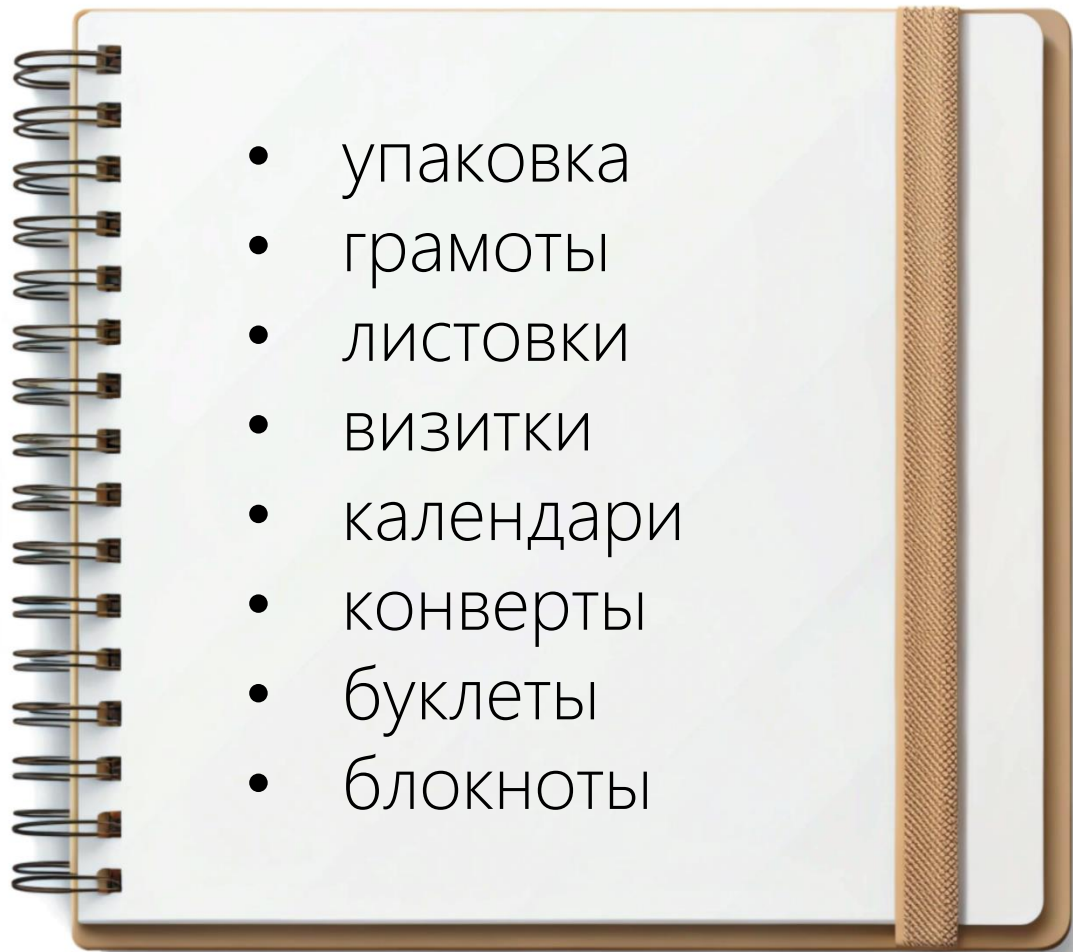 • упаковка
• грамоты
• листовки
• визитки
• календари
• конверты
• буклеты
• блокноты